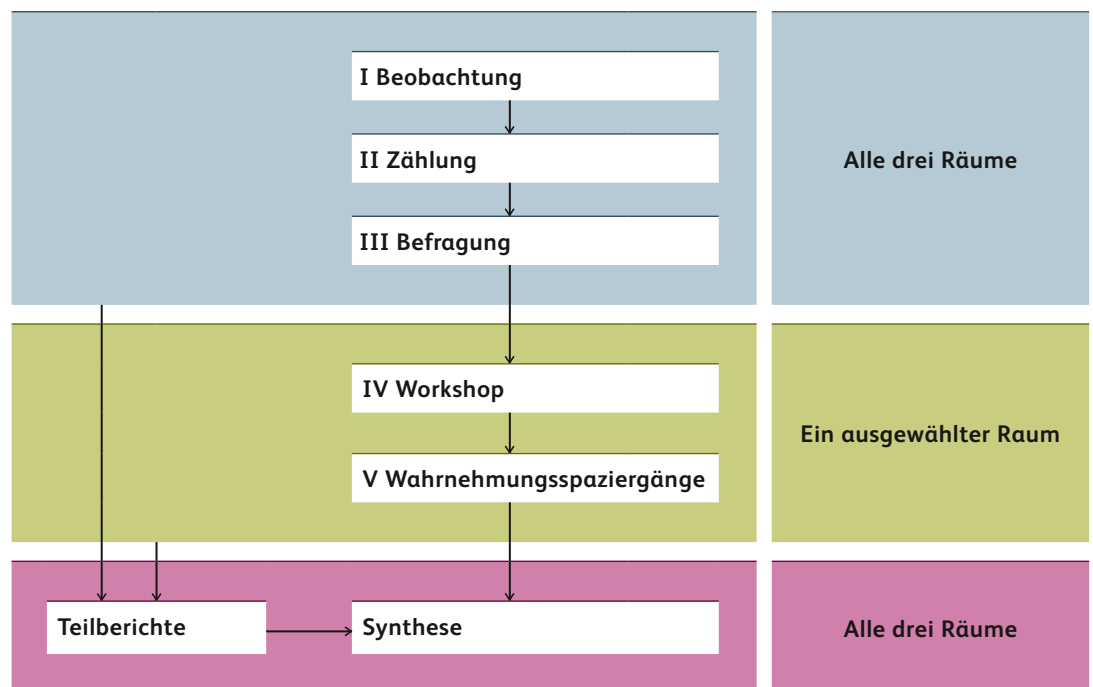 I Beobachtung
II Zählung
Alle drei Räume
III Befragung
IV Workshop
Ein ausgewählter Raum
V Wahrnehmungsspaziergänge
Teilberichte
Synthese
Alle drei Räume